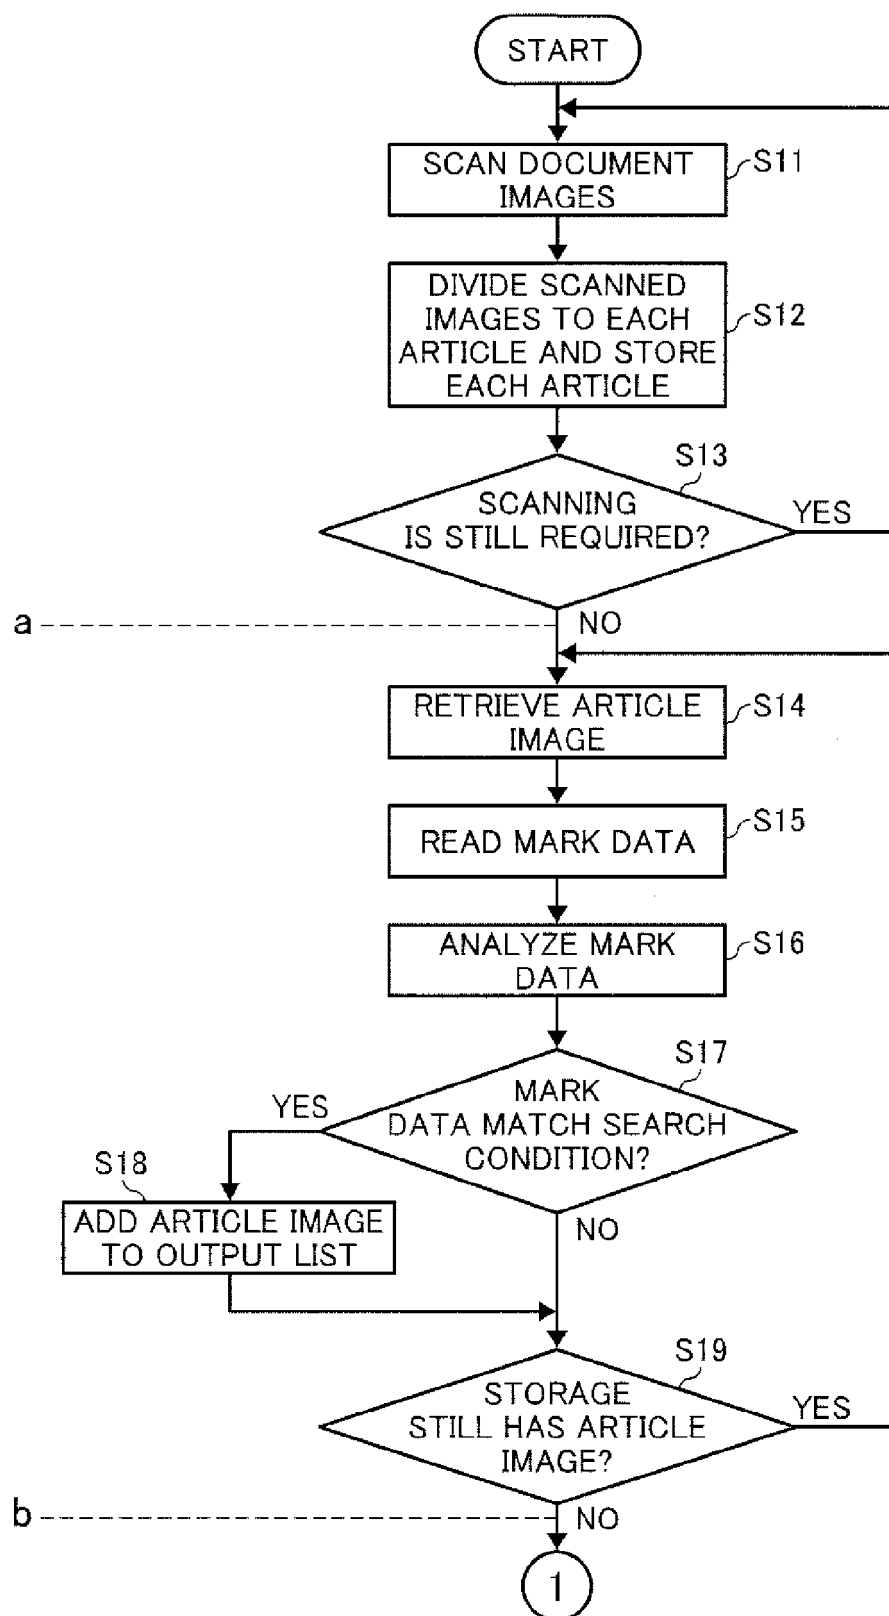 START
SCAN DOCUMENT
IMAGES
S11
DIVIDE SCANNED
IMAGES TO EACH
ARTICLE AND STORE
EACH ARTICLE
S12
S13
SCANNING
IS STILL REQUIRED?
YES
a
NO
RETRIEVE ARTICLE
IMAGE
S14
READ MARK DATA
S15
ANALYZE MARK
DATA
S16
S17
MARK
DATA MATCH SEARCH
CONDITION?
YES
S18
ADD ARTICLE IMAGE
TO OUTPUT LIST
NO
S19
STORAGE
STILL HAS ARTICLE
IMAGE?
YES
b
NO
1